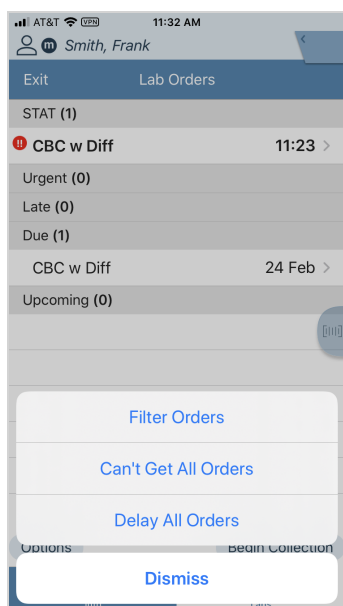 AT&T VPN 11:32 AM
m Smith, Frank
Exit Lab Orders
STAT (1)
!! CBC w Diff 11:23
Urgent (0)
Late (0)
Due (1)
CBC w Diff 24 Feb
Upcoming (0)
Filter Orders
Can't Get All Orders
Delay All Orders
Options Begin Collection
Dismiss